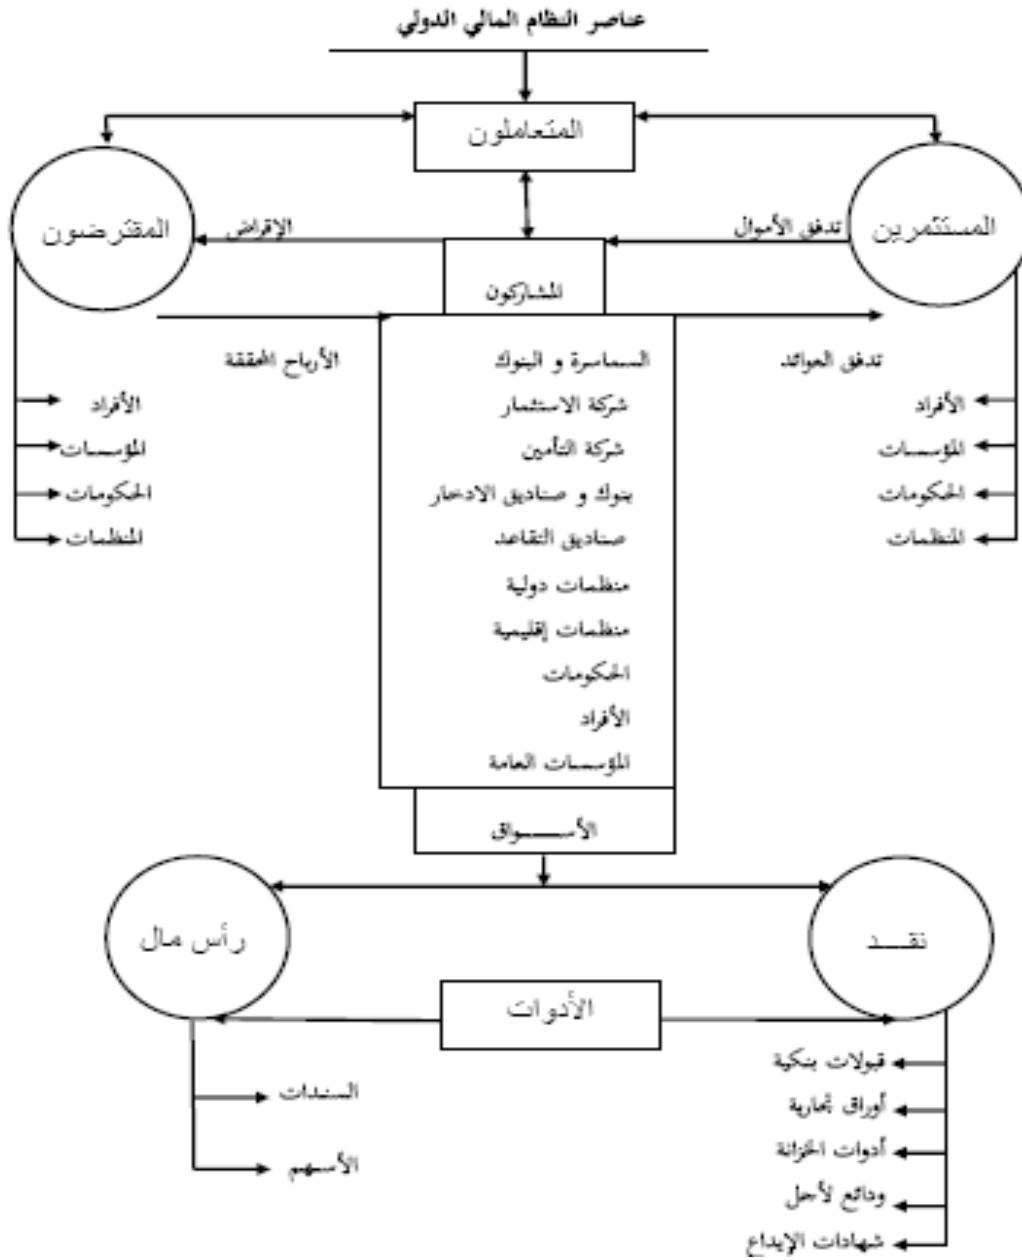 عناصر النظام المالي الدولي
المتعاملون
المستثمرين
المقترضون
تدفق الأموال
الإقراض
المشاركون
تدفق العوائد
السماسرة و البنوك
الأرباح المحققة
الأفراد
شركة الاستثمار
الأفراد
المؤسسات
شركة التأمين
المؤسسات
الحكومات
بنوك و صناديق الادخار
الحكومات
المنظمات
صناديق التقاعد
المنظمات
منظمات دولية
منظمات إقليمية
الحكومات
الأفراد
المؤسسات العامة
الأســـواق
نقــد
رأس مال
الأدوات
قبولات بنكية
السندات
أوراق تجارية
أدوات الخزانة
الأسهم
ودائع لأجل
شهادات الإيداع